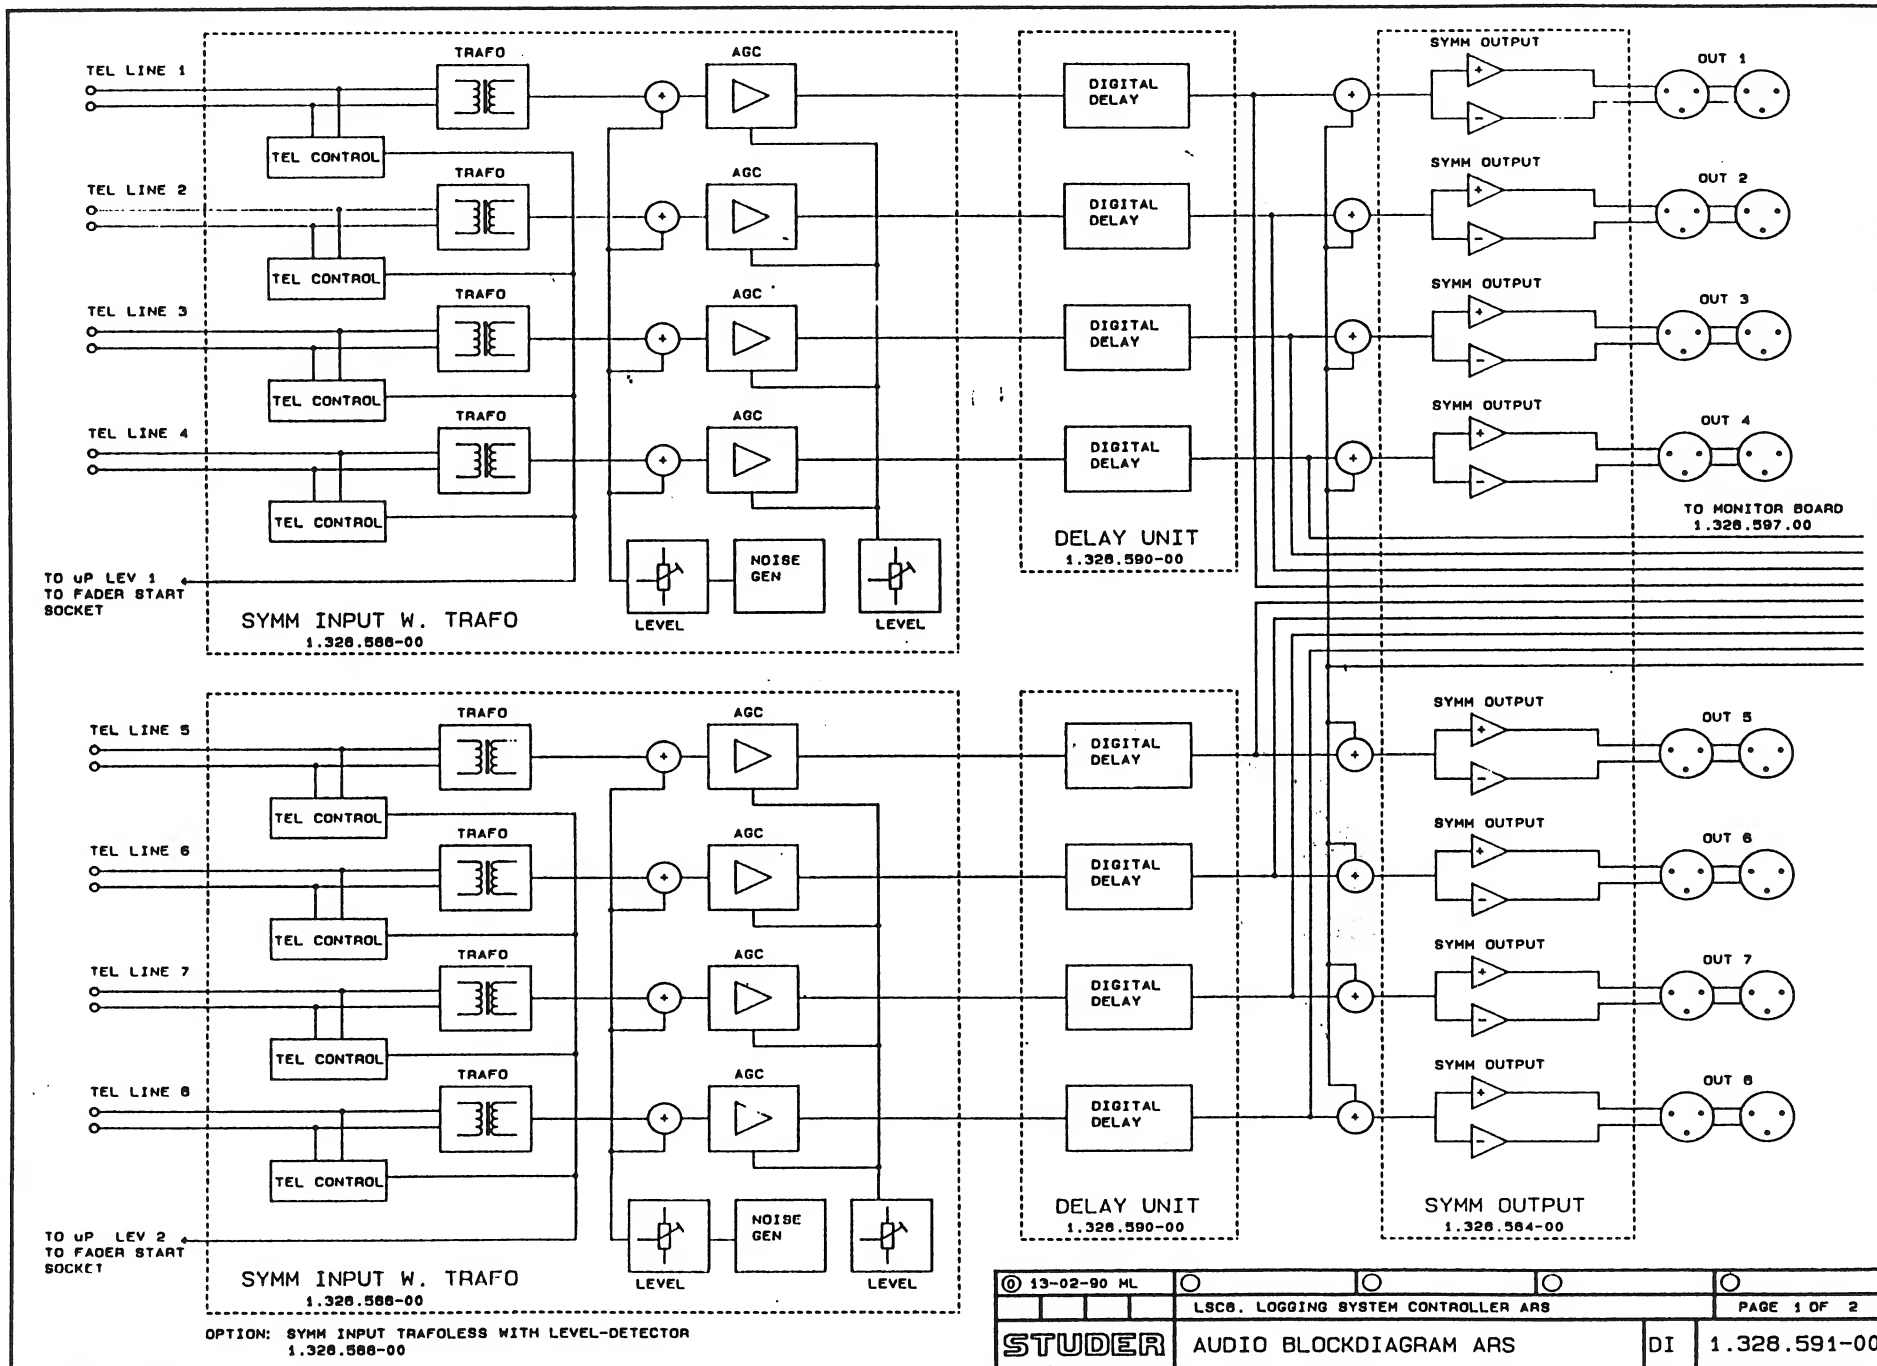 TEL LINE 1
TRAFO
AGC
DIGITAL
DELAY
SYMM OUTPUT
+
-
OUT 1
+
+
TEL CONTROL
TEL LINE 2
TRAFO
AGC
DIGITAL
DELAY
SYMM OUTPUT
+
-
OUT 2
+
+
TEL CONTROL
TEL LINE 3
TRAFO
AGC
DIGITAL
DELAY
SYMM OUTPUT
+
-
OUT 3
+
+
TEL CONTROL
TEL LINE 4
TRAFO
AGC
DIGITAL
DELAY
SYMM OUTPUT
+
-
OUT 4
+
+
TEL CONTROL
TO MONITOR BOARD
1.328.597.00
DELAY UNIT
1.328.590-00
NOISE
GEN
LEVEL
LEVEL
TO uP LEV 1
TO FADER START
SOCKET
SYMM INPUT W. TRAFO
1.328.588-00
TEL LINE 5
TRAFO
AGC
DIGITAL
DELAY
SYMM OUTPUT
+
-
OUT 5
+
+
TEL CONTROL
TEL LINE 6
TRAFO
AGC
DIGITAL
DELAY
SYMM OUTPUT
+
-
OUT 6
+
+
TEL CONTROL
TEL LINE 7
TRAFO
AGC
DIGITAL
DELAY
SYMM OUTPUT
+
-
OUT 7
+
+
TEL CONTROL
TEL LINE 8
TRAFO
AGC
DIGITAL
DELAY
SYMM OUTPUT
+
-
OUT 8
+
+
TEL CONTROL
NOISE
GEN
LEVEL
LEVEL
DELAY UNIT
1.328.590-00
SYMM OUTPUT
1.328.584-00
TO uP LEV 2
TO FADER START
SOCKET
SYMM INPUT W. TRAFO
1.328.588-00
OPTION: SYMM INPUT TRAFOLESS WITH LEVEL-DETECTOR
1.328.588-00
0 13-02-90 ML
LSC8. LOGGING SYSTEM CONTROLLER ARS
PAGE 1 OF 2
STUDER
AUDIO BLOCKDIAGRAM ARS
DI
1.328.591-00